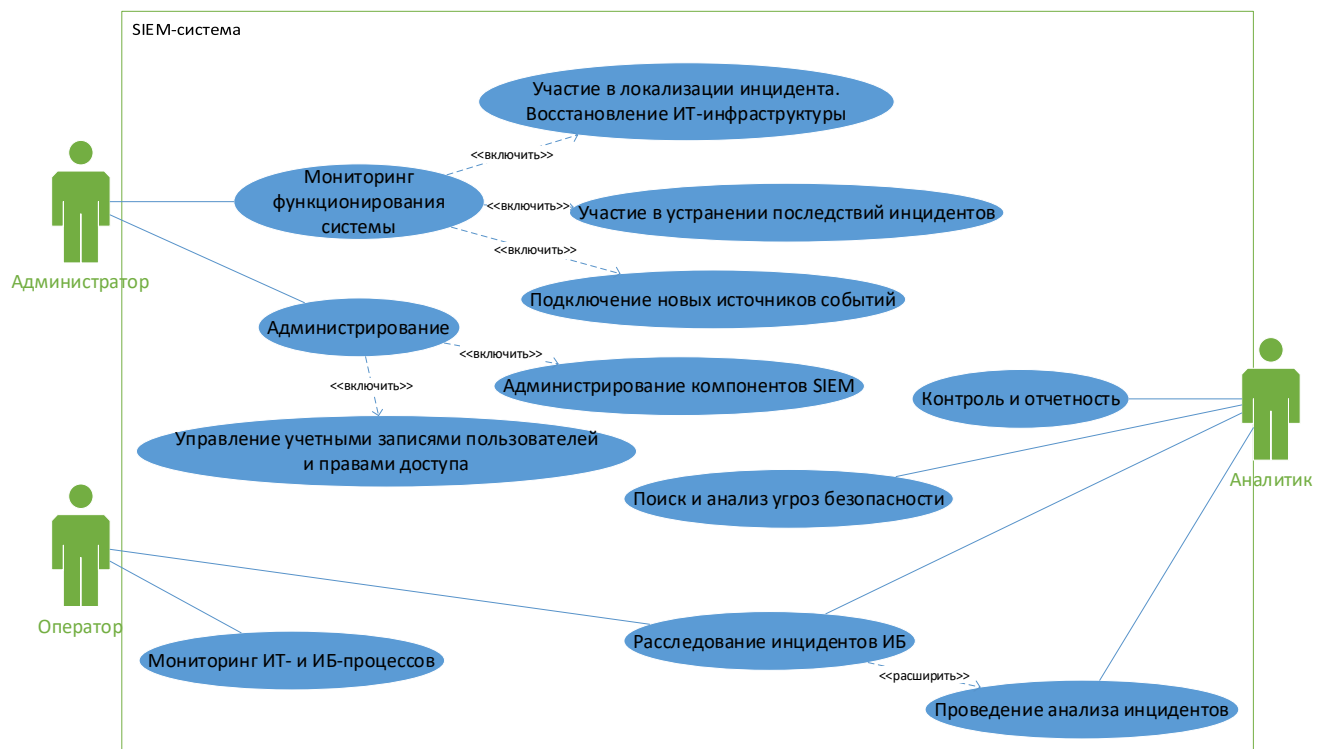 SIEM-система
Участие в локализации инцидента.
Восстановление ИТ-инфраструктуры
<<включить>>
Мониторинг
функционирования
системы
<<включить>>
Участие в устранении последствий инцидентов
<<включить>>
Администратор
Подключение новых источников событий
Администрирование
<<включить>>
<<включить>>
Администрирование компонентов SIEM
Контроль и отчетность
Управление учетными записями пользователей
и правами доступа
Аналитик
Поиск и анализ угроз безопасности
Оператор
Расследование инцидентов ИБ
Мониторинг ИТ- и ИБ-процессов
<<расширить>>
Проведение анализа инцидентов